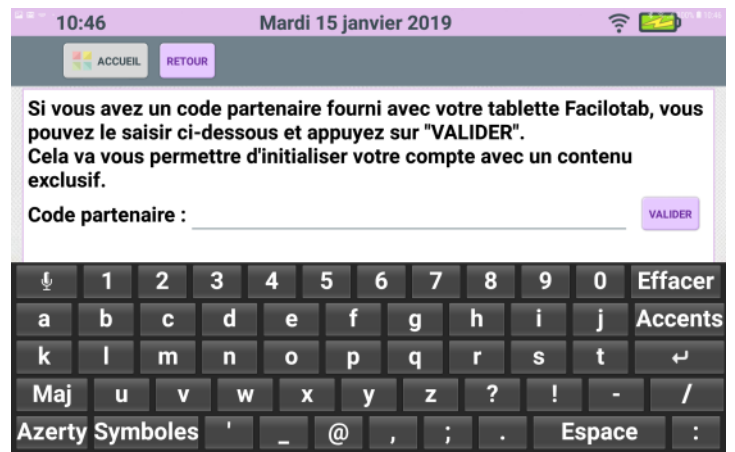 10:46 Mardi 15 janvier 2019
ACCUEIL RETOUR
Si vous avez un code partenaire fourni avec votre tablette Facilotab, vous
pouvez le saisir ci-dessous et appuyez sur "VALIDER".
Cela va vous permettre d'initialiser votre compte avec un contenu
exclusif.
Code partenaire : VALIDER
1 2 3 4 5 6 7 8 9 0 Effacer
a b c d e f g h i j Accents
k l m n o p q r s t
Maj u v w x y z ? ! - /
Azerty Symboles ' _ @ , ; . Espace :